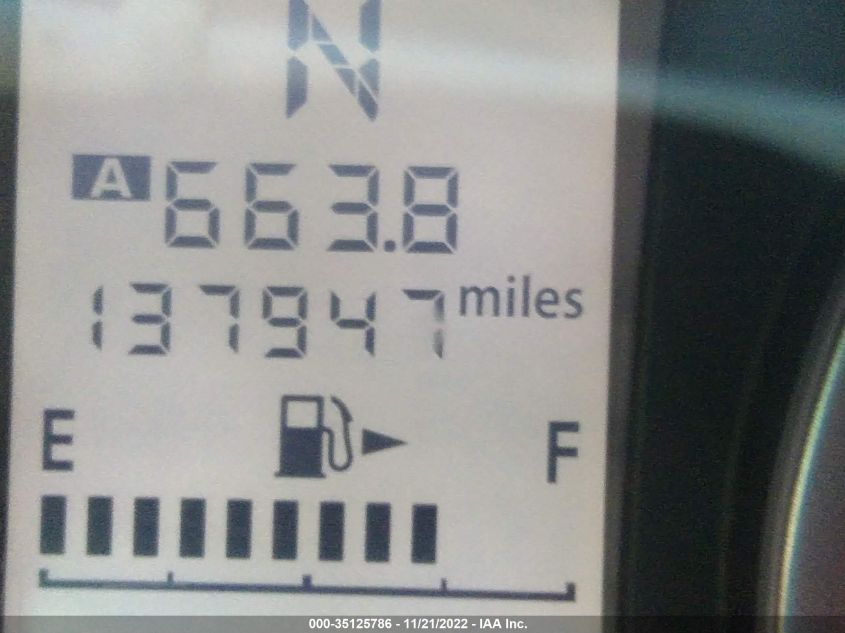 N
A 663.8
137947 miles
E F
000-35125786 - 11/21/2022 - IAA Inc.